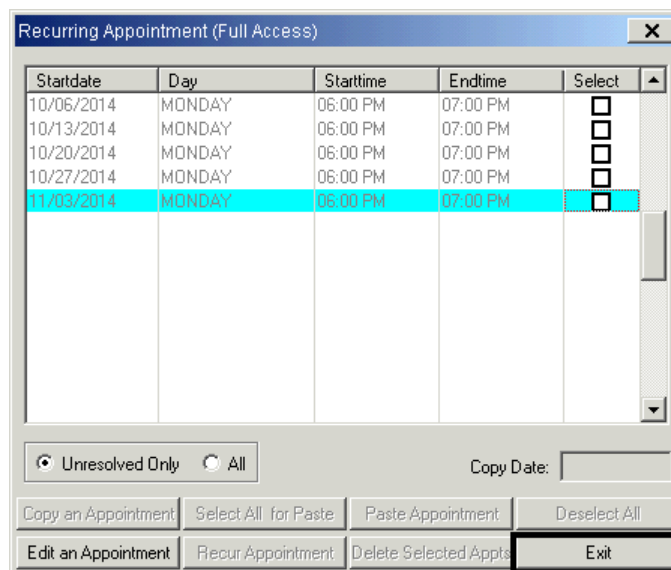 Recurring Appointment (Full Access)
Startdate Day Starttime Endtime Select
10/06/2014 MONDAY 06:00 PM 07:00 PM
10/13/2014 MONDAY 06:00 PM 07:00 PM
10/20/2014 MONDAY 06:00 PM 07:00 PM
10/27/2014 MONDAY 06:00 PM 07:00 PM
11/03/2014 MONDAY 06:00 PM 07:00 PM
Unresolved Only All Copy Date:
Copy an Appointment Select All for Paste Paste Appointment Deselect All
Edit an Appointment Recur Appointment Delete Selected Appts Exit